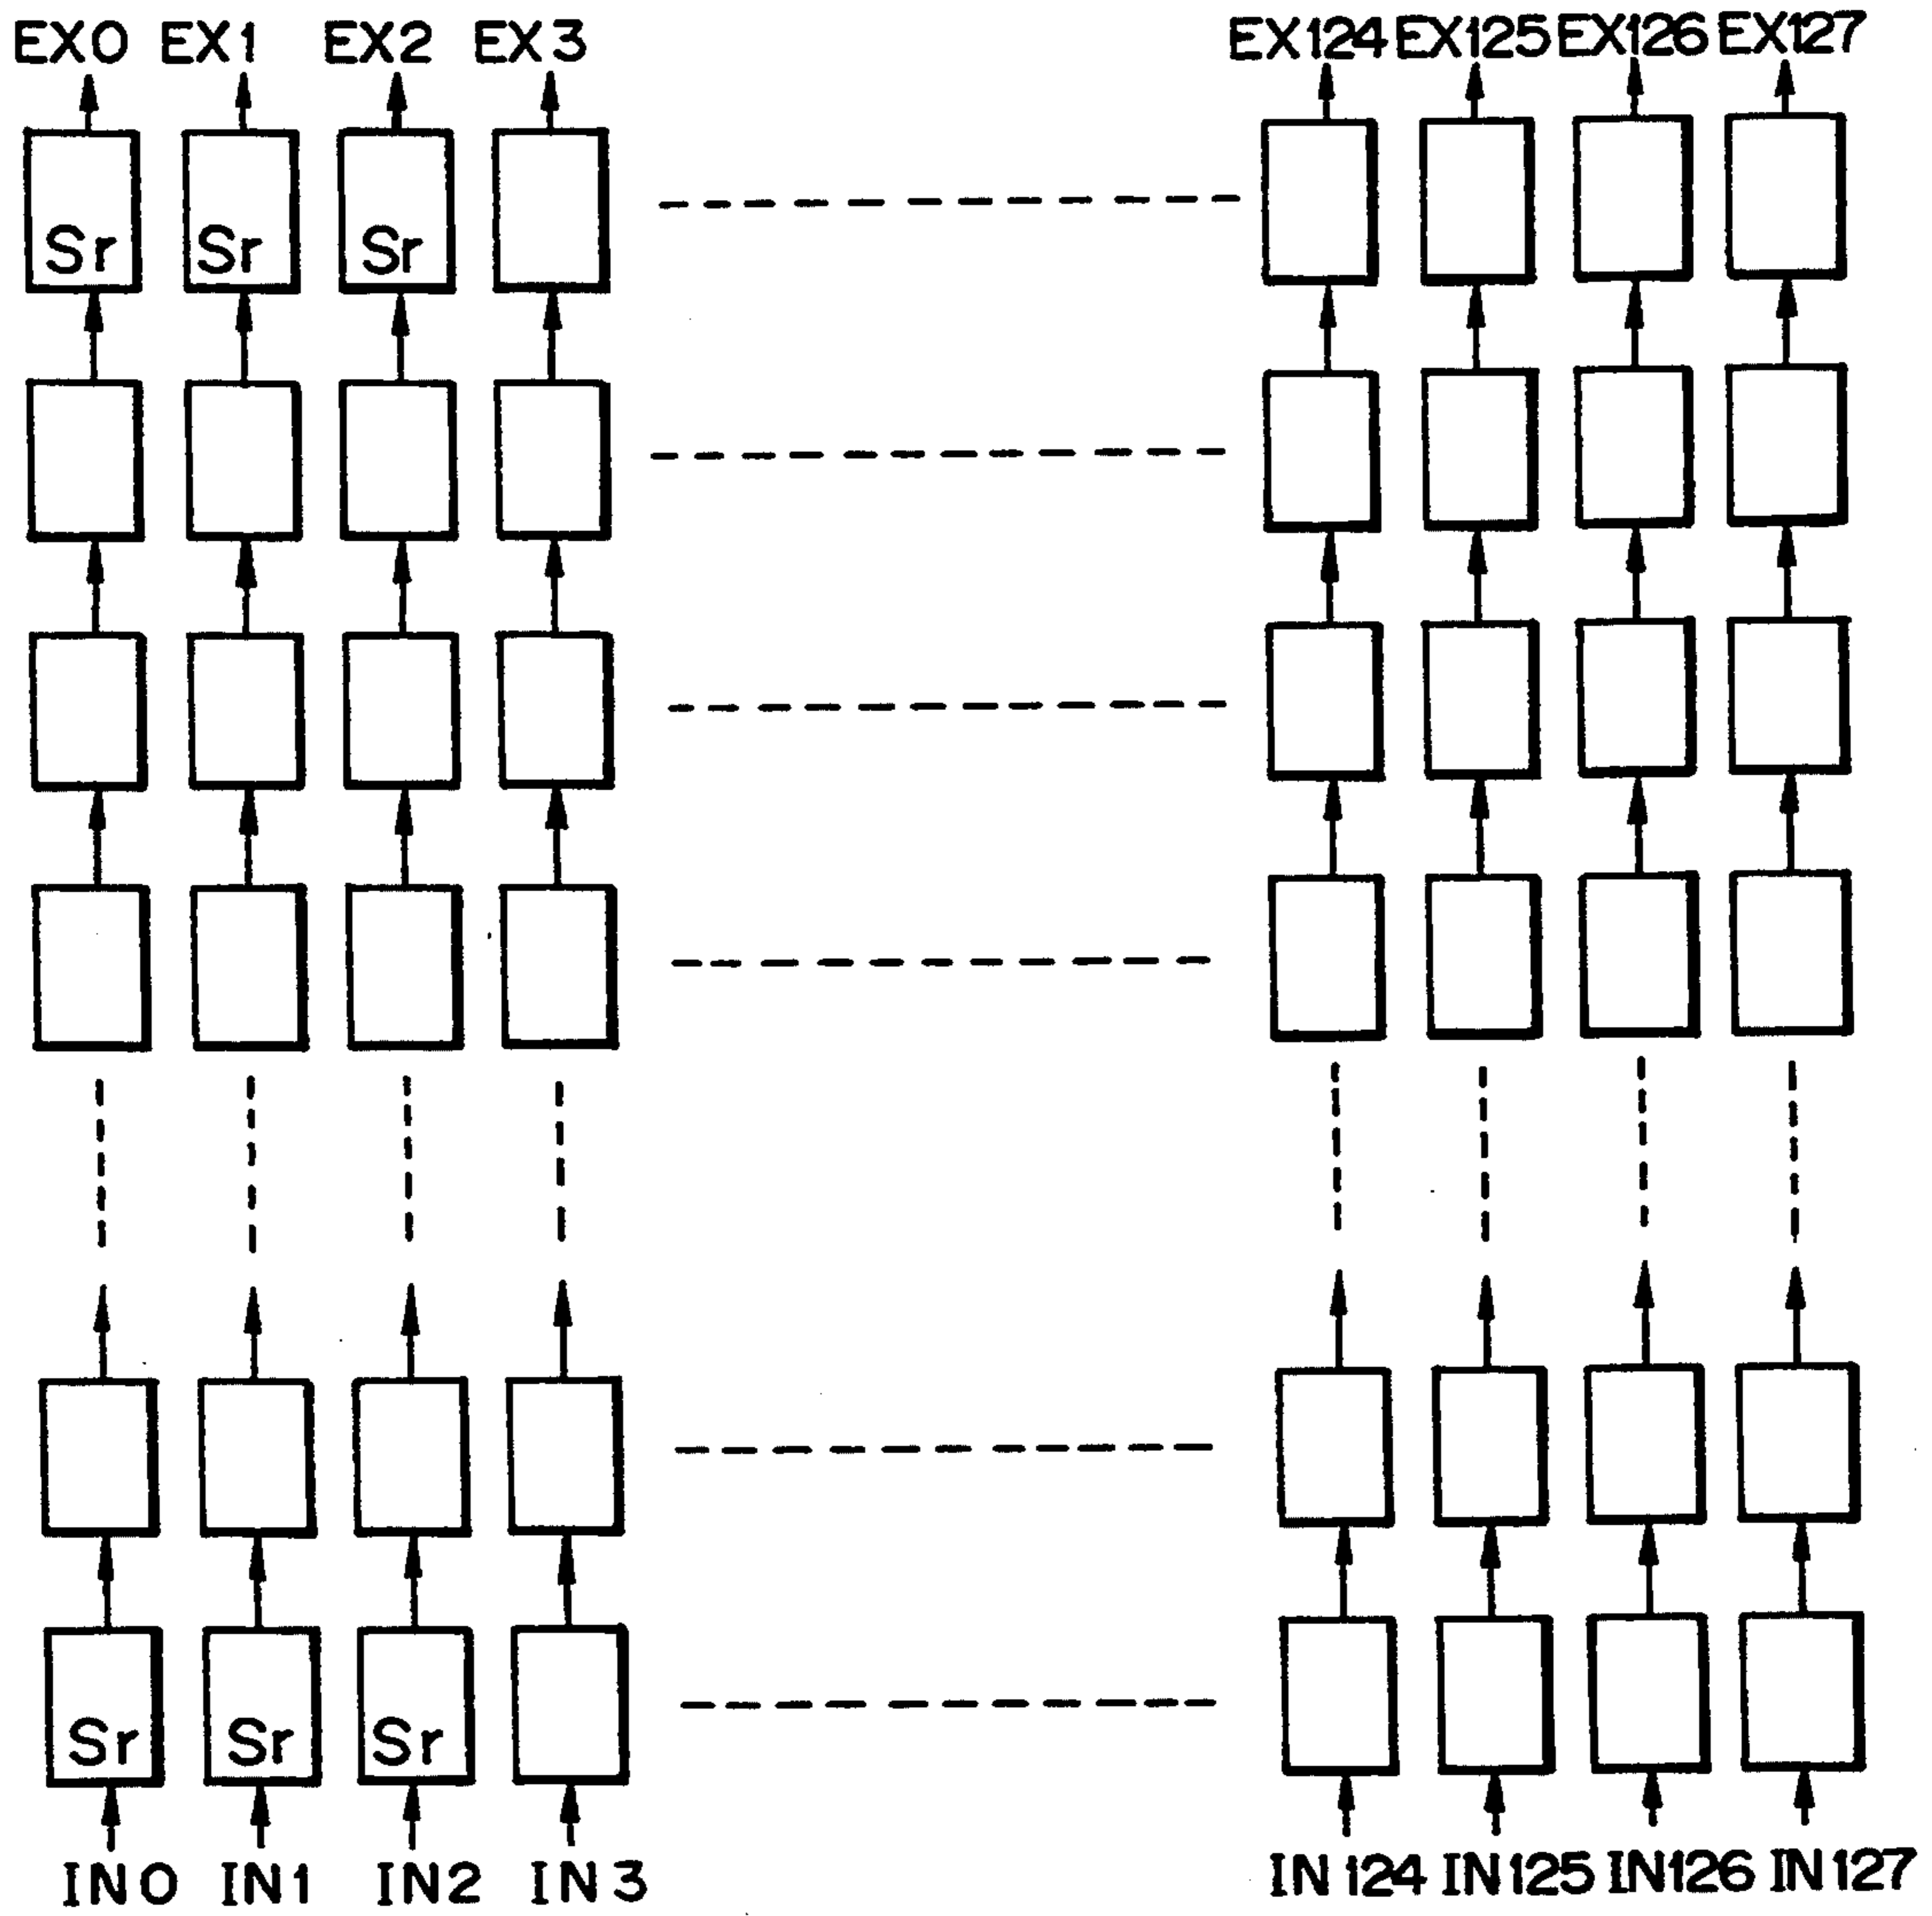 EX0 EX1 EX2 EX3 EX124 EX125 EX126 EX127
Sr Sr Sr
Sr Sr Sr
IN0 IN1 IN2 IN3 IN124 IN125 IN126 IN127